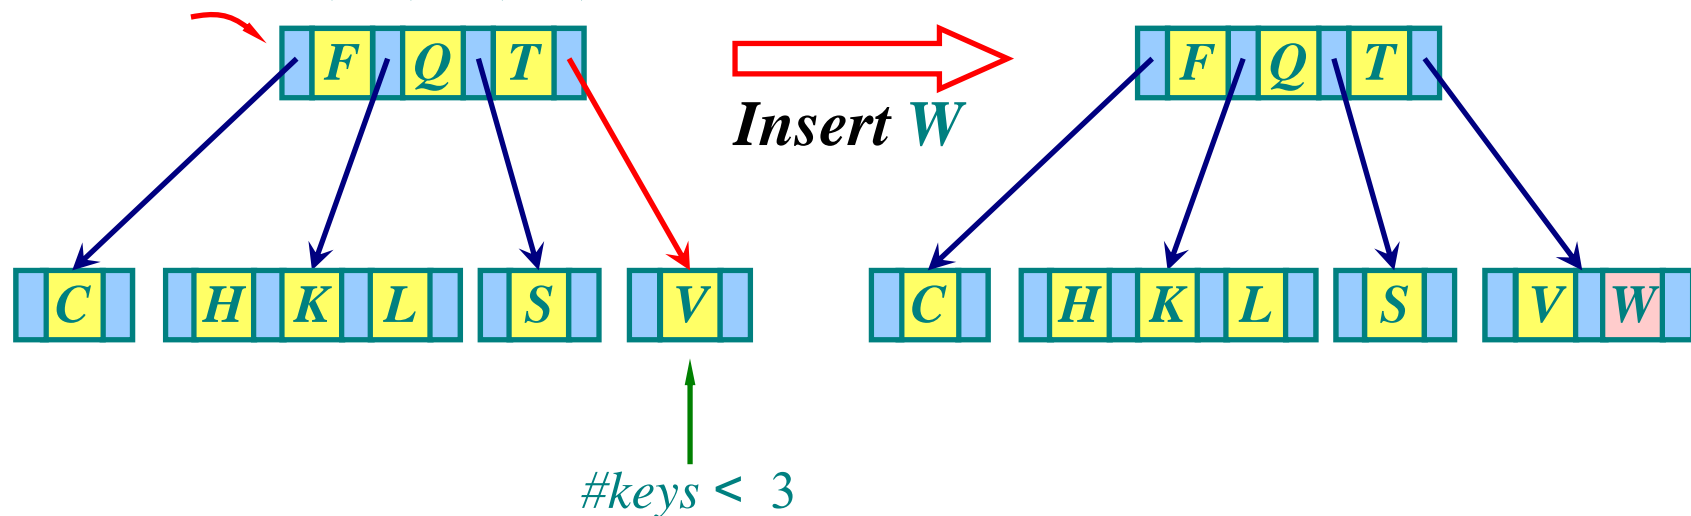 F Q T
Insert W
F Q T
C H K L S V
C H K L S V W
#keys < 3